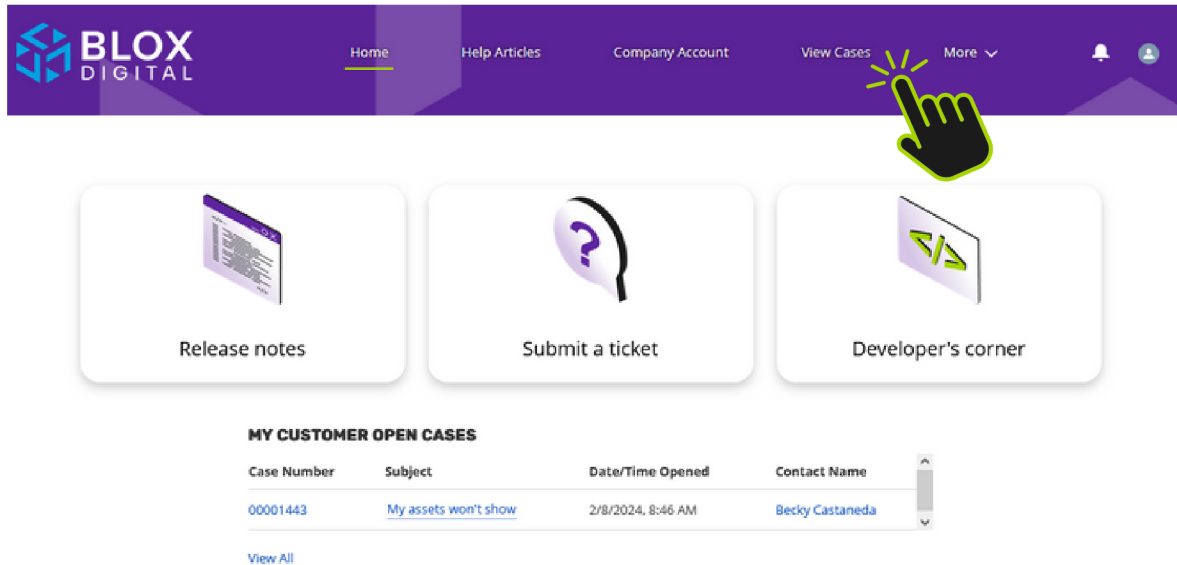 BLOX
DIGITAL
Home Help Articles Company Account View Cases More
Release notes Submit a ticket Developer's corner
MY CUSTOMER OPEN CASES
Case Number Subject Date/Time Opened Contact Name
00001443 My assets won't show 2/8/2024, 8:46 AM Becky Castaneda
View All